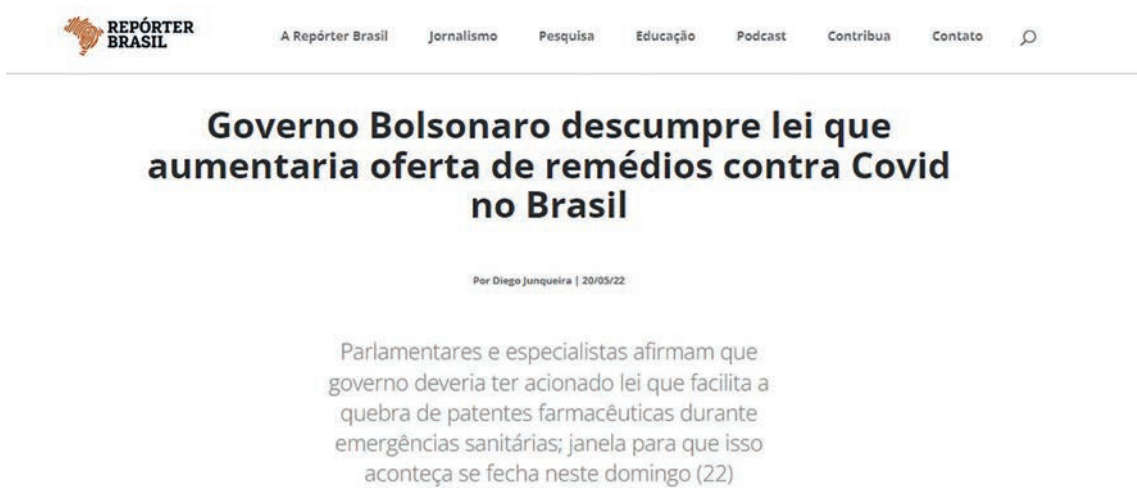 REPÓRTER
BRASIL
A Repórter Brasil Jornalismo Pesquisa Educação Podcast Contribua Contato
Governo Bolsonaro descumpre lei que
aumentaria oferta de remédios contra Covid
no Brasil
Por Diego Junqueira | 20/05/22
Parlamentares e especialistas afirmam que
governo deveria ter acionado lei que facilita a
quebra de patentes farmacêuticas durante
emergências sanitárias; janela para que isso
aconteça se fecha neste domingo (22)